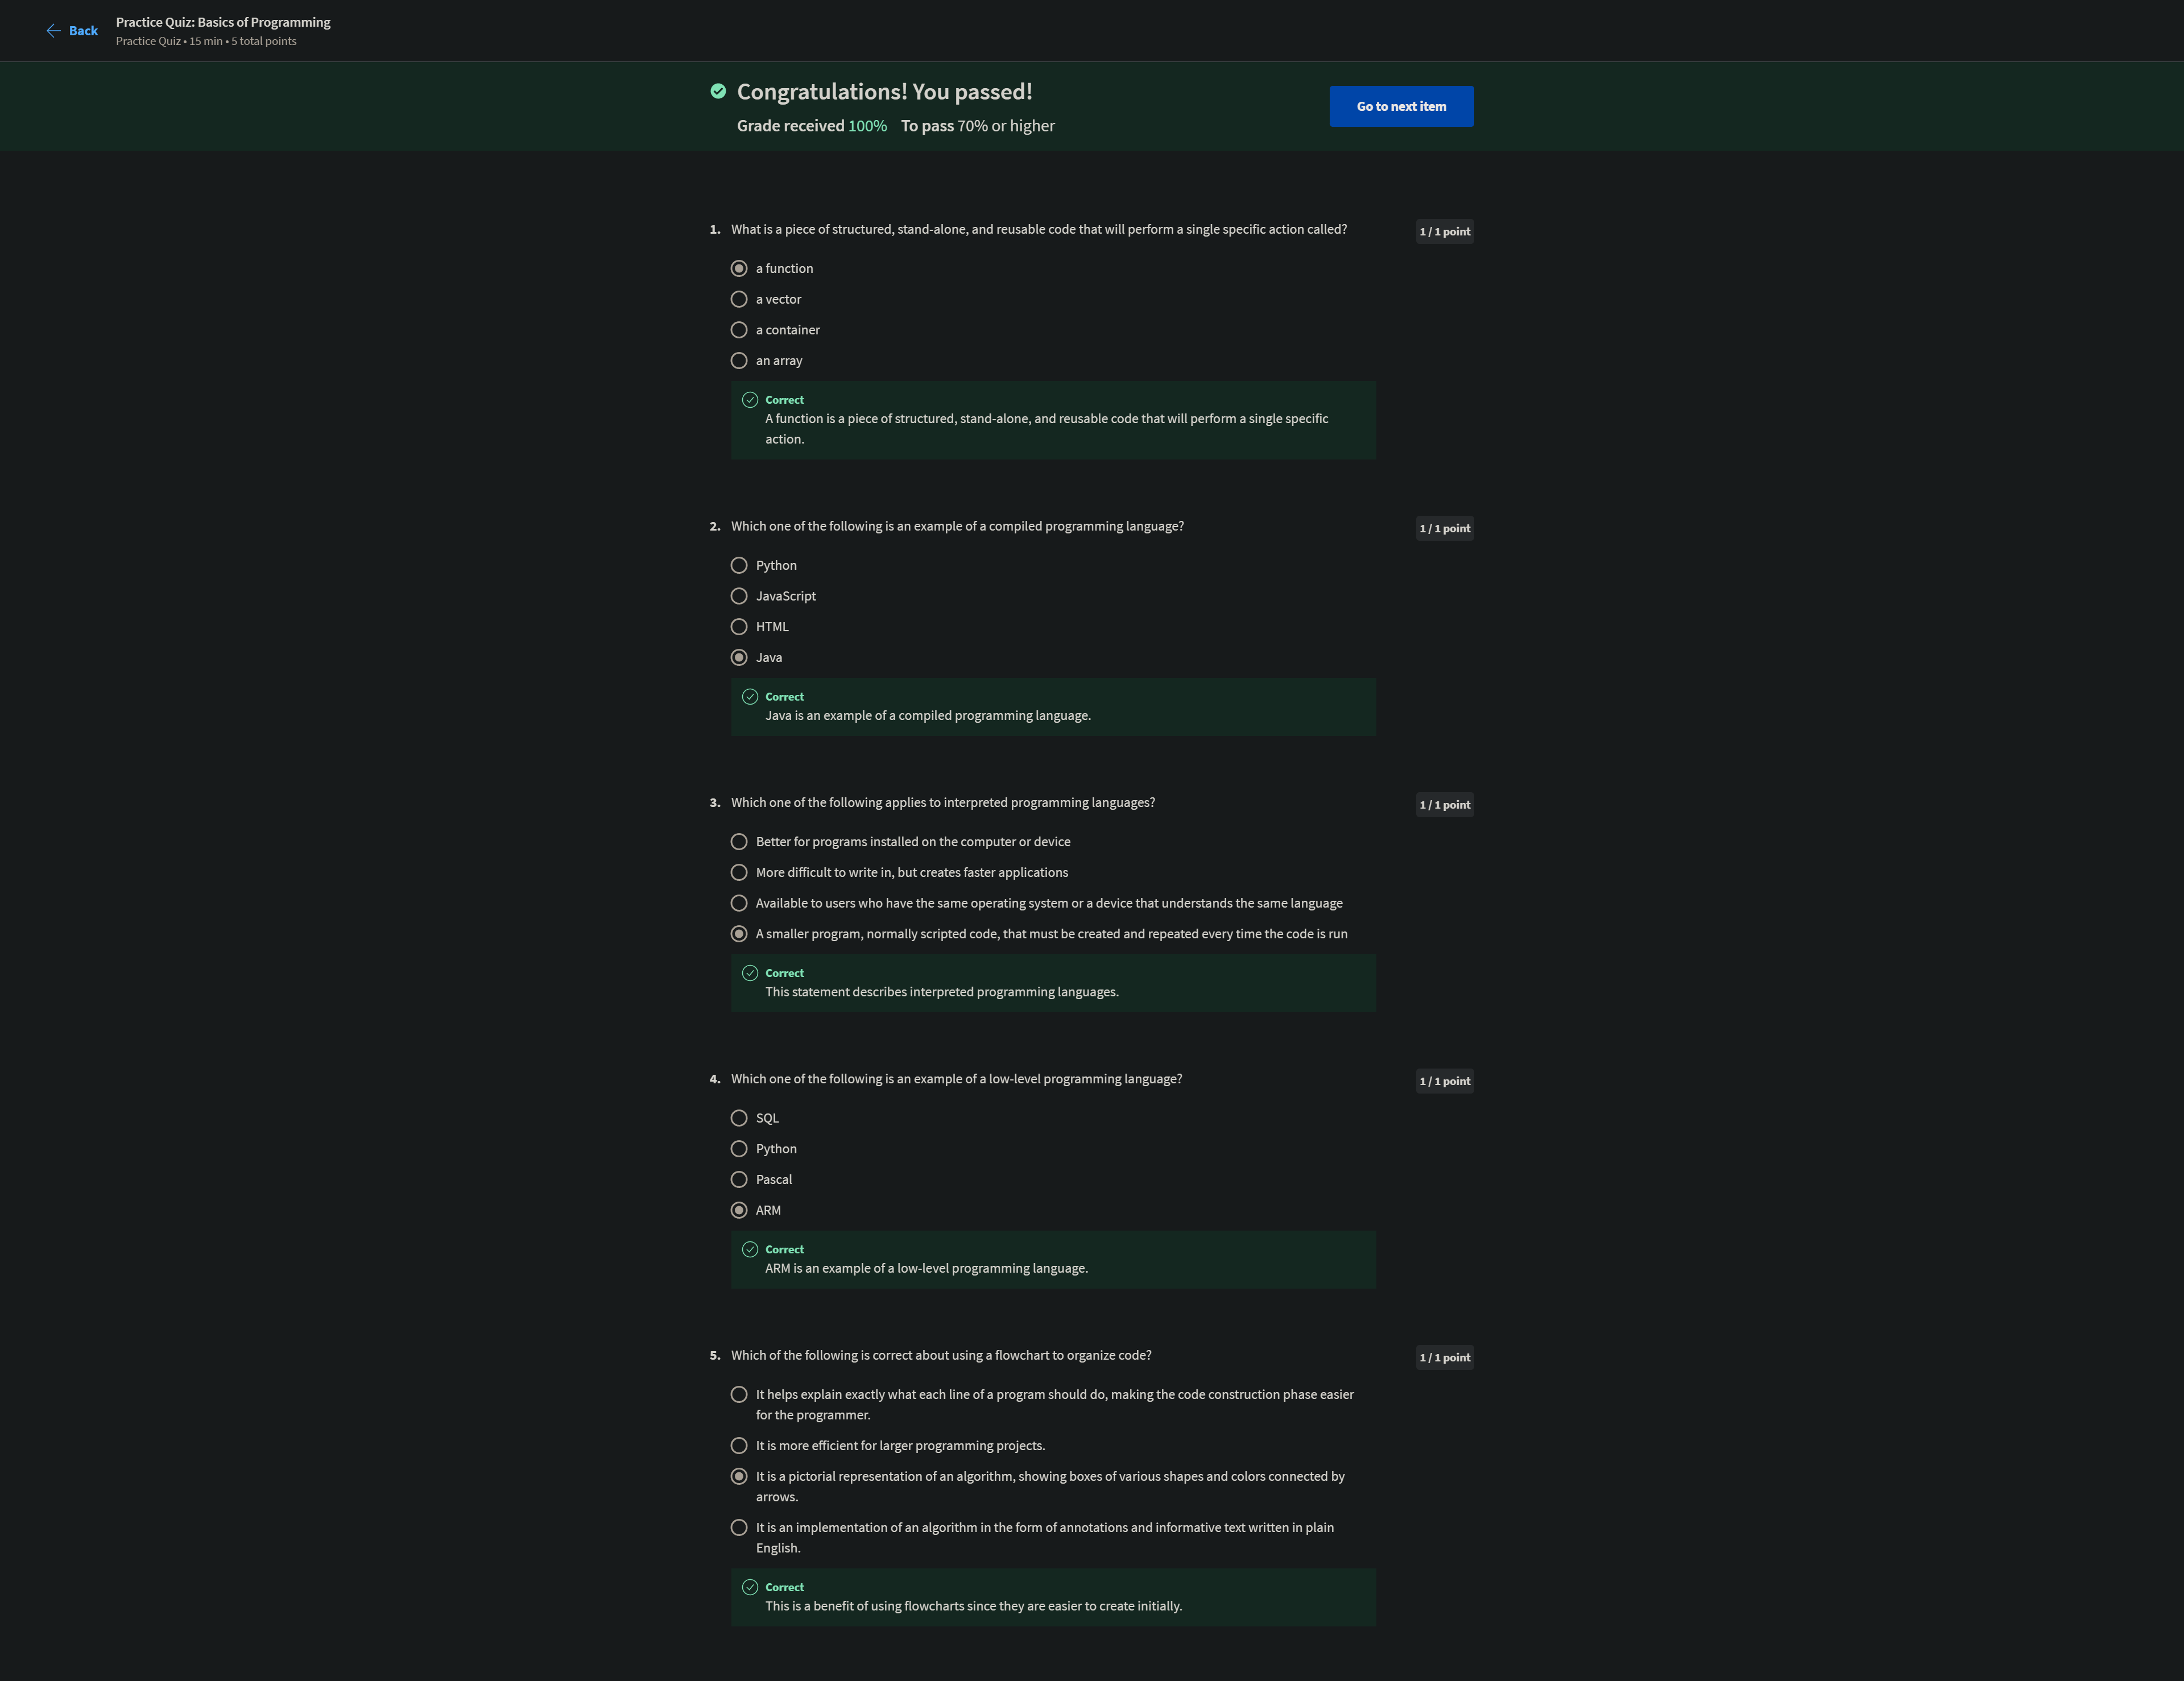 Back
Practice Quiz: Basics of Programming
Practice Quiz • 15 min • 5 total points
Congratulations! You passed!
Grade received 100% To pass 70% or higher
Go to next item
1. What is a piece of structured, stand-alone, and reusable code that will perform a single specific action called?
1 / 1 point
a function
a vector
a container
an array
Correct
A function is a piece of structured, stand-alone, and reusable code that will perform a single specific
action.
2. Which one of the following is an example of a compiled programming language?
1 / 1 point
Python
JavaScript
HTML
Java
Correct
Java is an example of a compiled programming language.
3. Which one of the following applies to interpreted programming languages?
1 / 1 point
Better for programs installed on the computer or device
More difficult to write in, but creates faster applications
Available to users who have the same operating system or a device that understands the same language
A smaller program, normally scripted code, that must be created and repeated every time the code is run
Correct
This statement describes interpreted programming languages.
4. Which one of the following is an example of a low-level programming language?
1 / 1 point
SQL
Python
Pascal
ARM
Correct
ARM is an example of a low-level programming language.
5. Which of the following is correct about using a flowchart to organize code?
1 / 1 point
It helps explain exactly what each line of a program should do, making the code construction phase easier
for the programmer.
It is more efficient for larger programming projects.
It is a pictorial representation of an algorithm, showing boxes of various shapes and colors connected by
arrows.
It is an implementation of an algorithm in the form of annotations and informative text written in plain
English.
Correct
This is a benefit of using flowcharts since they are easier to create initially.